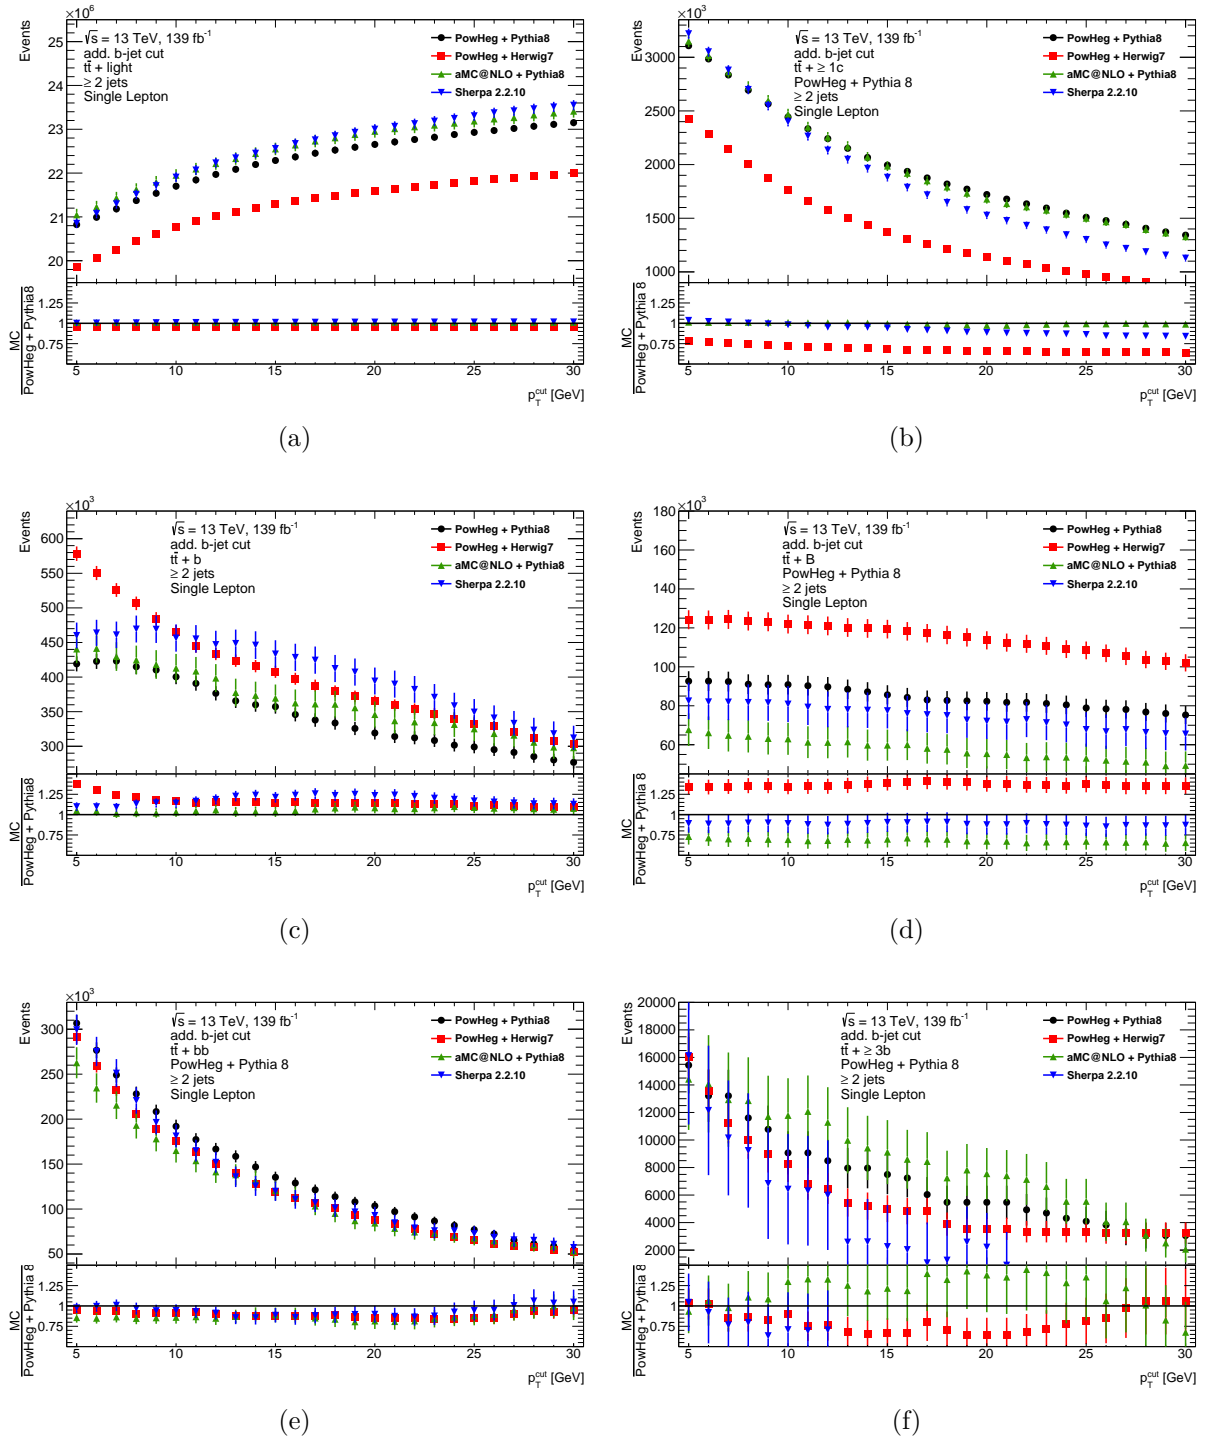 ×10⁶
Events
√s = 13 TeV, 139 fb⁻¹
add. b-jet cut
tt̄ + light
≥ 2 jets
Single Lepton
PowHeg + Pythia8
PowHeg + Herwig7
aMC@NLO + Pythia8
Sherpa 2.2.10
25
24
23
22
21
20
MC
PowHeg + Pythia 8
1.25
1
0.75
5 10 15 20 25 30
p_T^cut [GeV]
(a)
×10³
Events
√s = 13 TeV, 139 fb⁻¹
add. b-jet cut
tt̄ + ≥ 1c
PowHeg + Pythia 8
≥ 2 jets
Single Lepton
PowHeg + Pythia8
PowHeg + Herwig7
aMC@NLO + Pythia8
Sherpa 2.2.10
3000
2500
2000
1500
1000
MC
PowHeg + Pythia 8
1.25
1
0.75
5 10 15 20 25 30
p_T^cut [GeV]
(b)
×10³
Events
√s = 13 TeV, 139 fb⁻¹
add. b-jet cut
tt̄ + b
≥ 2 jets
Single Lepton
PowHeg + Pythia8
PowHeg + Herwig7
aMC@NLO + Pythia8
Sherpa 2.2.10
600
550
500
450
400
350
300
MC
PowHeg + Pythia 8
1.25
1
0.75
5 10 15 20 25 30
p_T^cut [GeV]
(c)
×10³
Events
√s = 13 TeV, 139 fb⁻¹
add. b-jet cut
tt̄ + B
PowHeg + Pythia 8
≥ 2 jets
Single Lepton
PowHeg + Pythia8
PowHeg + Herwig7
aMC@NLO + Pythia8
Sherpa 2.2.10
180
160
140
120
100
80
60
MC
PowHeg + Pythia 8
1.25
1
0.75
5 10 15 20 25 30
p_T^cut [GeV]
(d)
×10³
Events
√s = 13 TeV, 139 fb⁻¹
add. b-jet cut
tt̄ + bb
PowHeg + Pythia 8
≥ 2 jets
Single Lepton
PowHeg + Pythia8
PowHeg + Herwig7
aMC@NLO + Pythia8
Sherpa 2.2.10
300
250
200
150
100
50
MC
PowHeg + Pythia 8
1.25
1
0.75
5 10 15 20 25 30
p_T^cut [GeV]
(e)
Events
√s = 13 TeV, 139 fb⁻¹
add. b-jet cut
tt̄ + ≥ 3b
PowHeg + Pythia 8
≥ 2 jets
Single Lepton
PowHeg + Pythia8
PowHeg + Herwig7
aMC@NLO + Pythia8
Sherpa 2.2.10
20000
18000
16000
14000
12000
10000
8000
6000
4000
2000
MC
PowHeg + Pythia 8
1.25
1
0.75
5 10 15 20 25 30
p_T^cut [GeV]
(f)